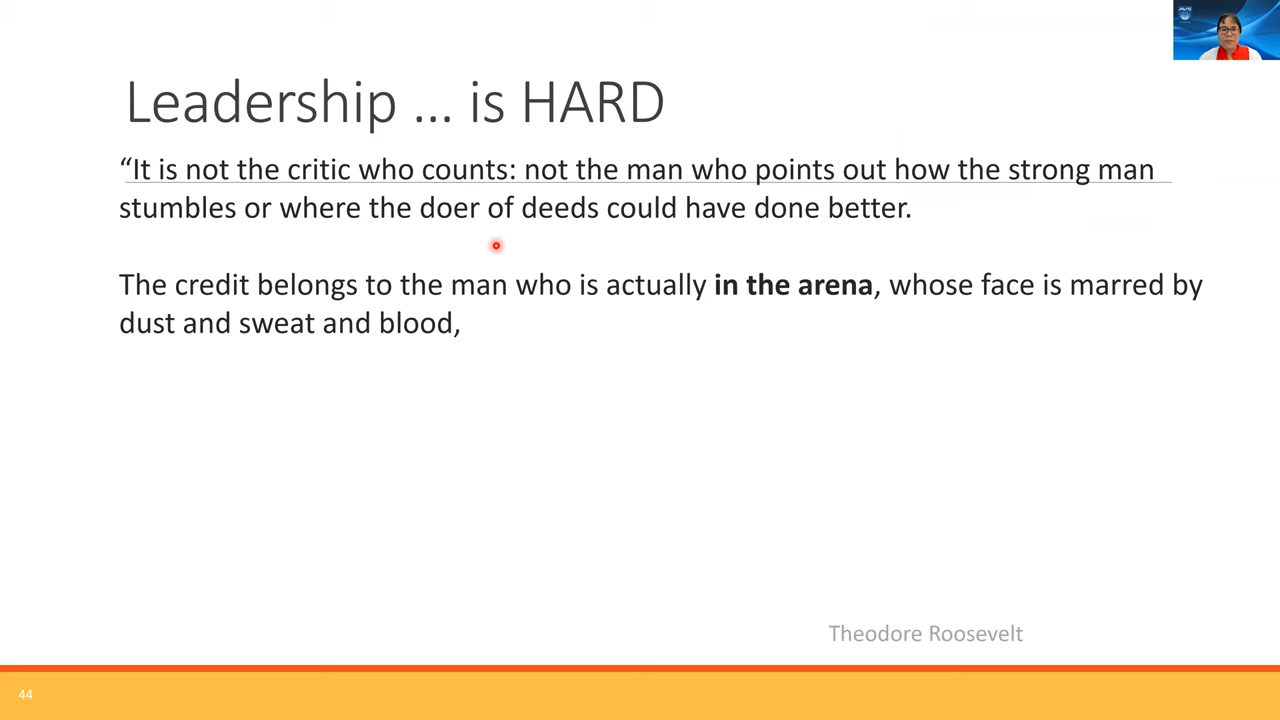 Leadership ... is HARD
“It is not the critic who counts: not the man who points out how the strong man
stumbles or where the doer of deeds could have done better.
The credit belongs to the man who is actually in the arena, whose face is marred by
dust and sweat and blood,
Theodore Roosevelt
44